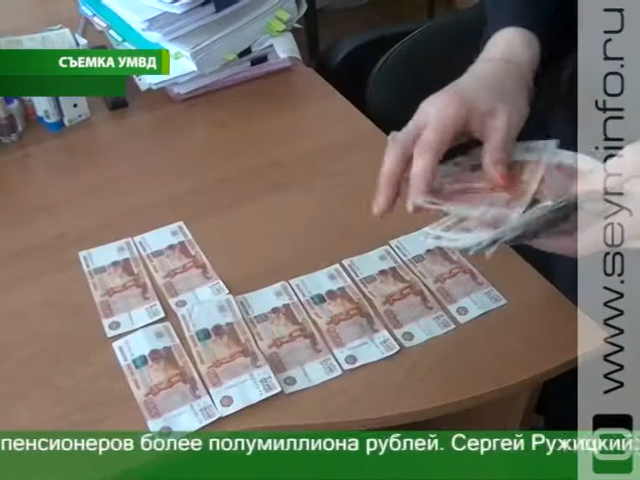 СЪЕМКА УМВД
www.seyminfo.ru
пенсионеров более полумиллиона рублей. Сергей Ружицкий: